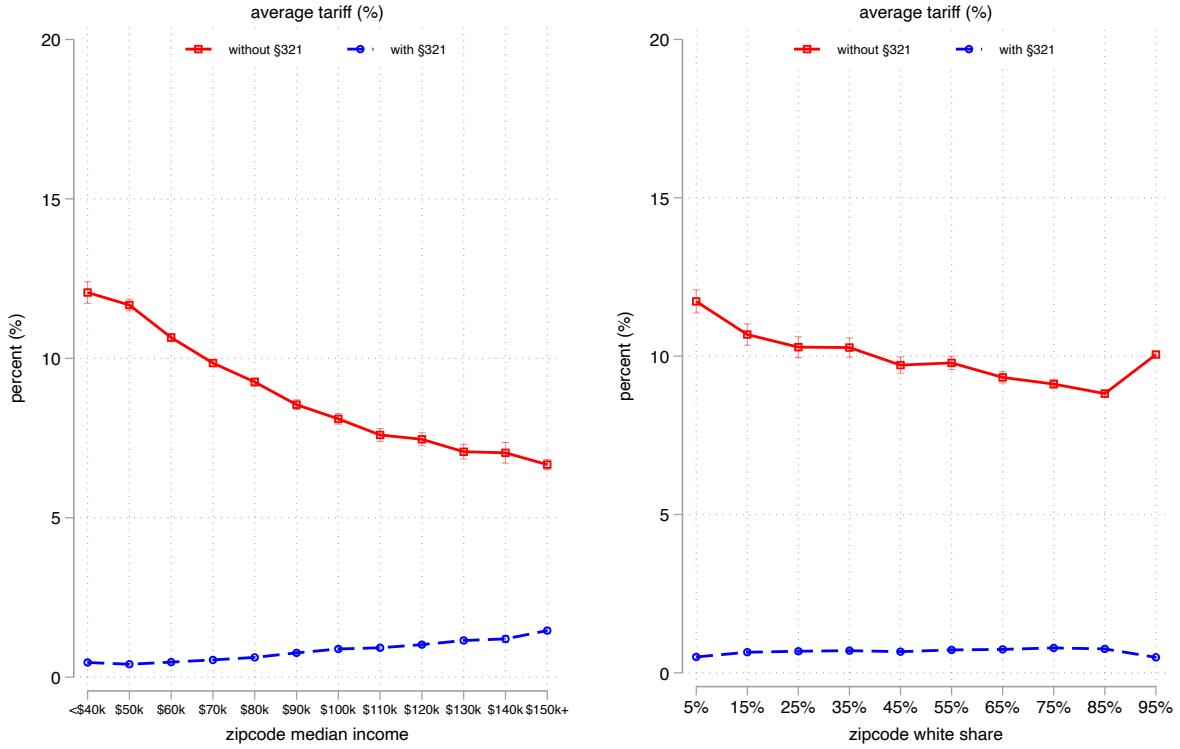 average tariff (%)
without §321 with §321
20
15
10
5
0
percent (%)
<$40k $50k $60k $70k $80k $90k $100k $110k $120k $130k $140k $150k+
zipcode median income
average tariff (%)
without §321 with §321
20
15
10
5
0
percent (%)
5% 15% 25% 35% 45% 55% 65% 75% 85% 95%
zipcode white share